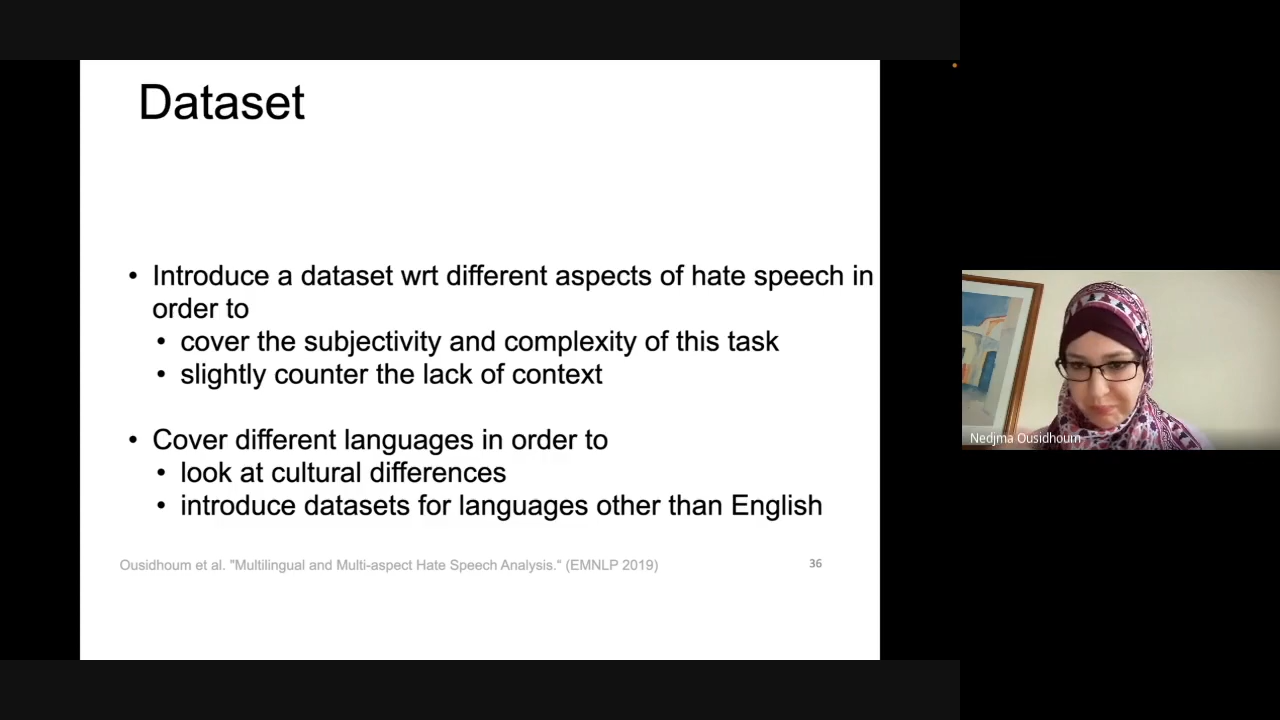 Dataset
• Introduce a dataset wrt different aspects of hate speech in
order to
• cover the subjectivity and complexity of this task
• slightly counter the lack of context
• Cover different languages in order to
• look at cultural differences
• introduce datasets for languages other than English
Ousidhoum et al. "Multilingual and Multi-aspect Hate Speech Analysis." (EMNLP 2019)
36
Nedjma Ousidhoum